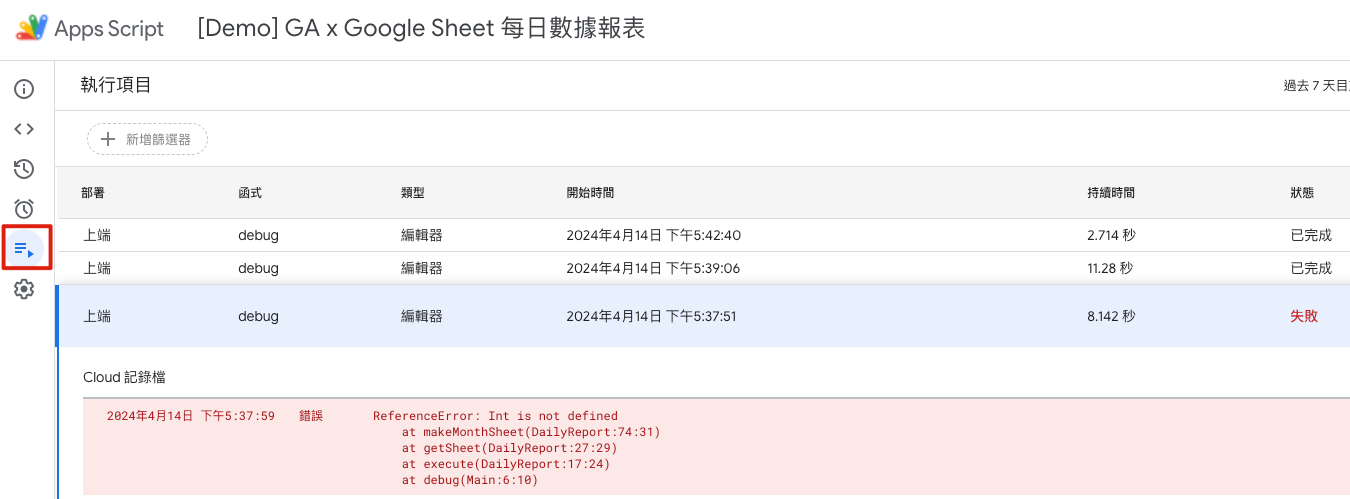 Apps Script [Demo] GA x Google Sheet 每日數據報表
執行項目 過去 7 天
新增篩選器
部署 函式 類型 開始時間 持續時間 狀態
上端 debug 編輯器 2024年4月14日 下午5:42:40 2.714 秒 已完成
上端 debug 編輯器 2024年4月14日 下午5:39:06 11.28 秒 已完成
上端 debug 編輯器 2024年4月14日 下午5:37:51 8.142 秒 失敗
Cloud 記錄檔
2024年4月14日 下午5:37:59 錯誤 ReferenceError: Int is not defined
at makeMonthSheet(DailyReport:74:31)
at getSheet(DailyReport:27:29)
at execute(DailyReport:17:24)
at debug(Main:6:10)